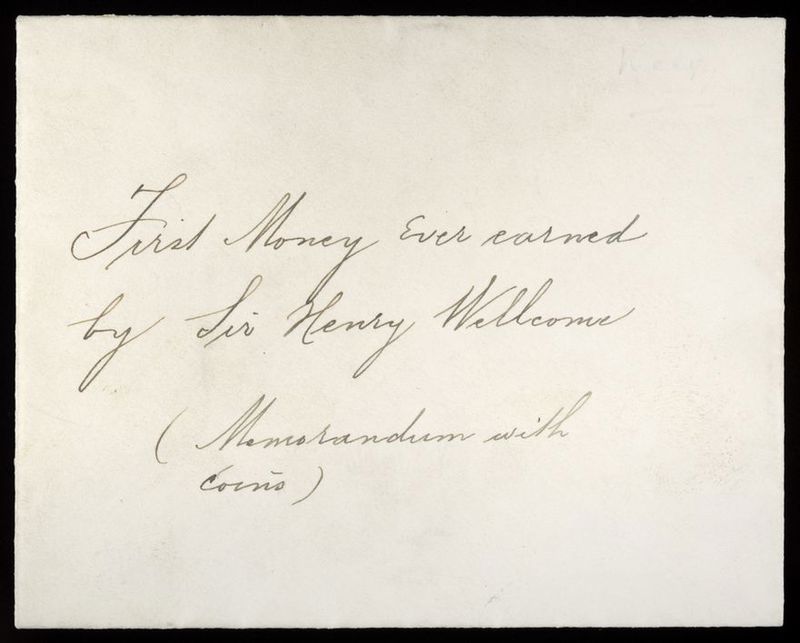 First Money Ever earned
by Sir Henry Wellcome
(Memorandum with
coins)